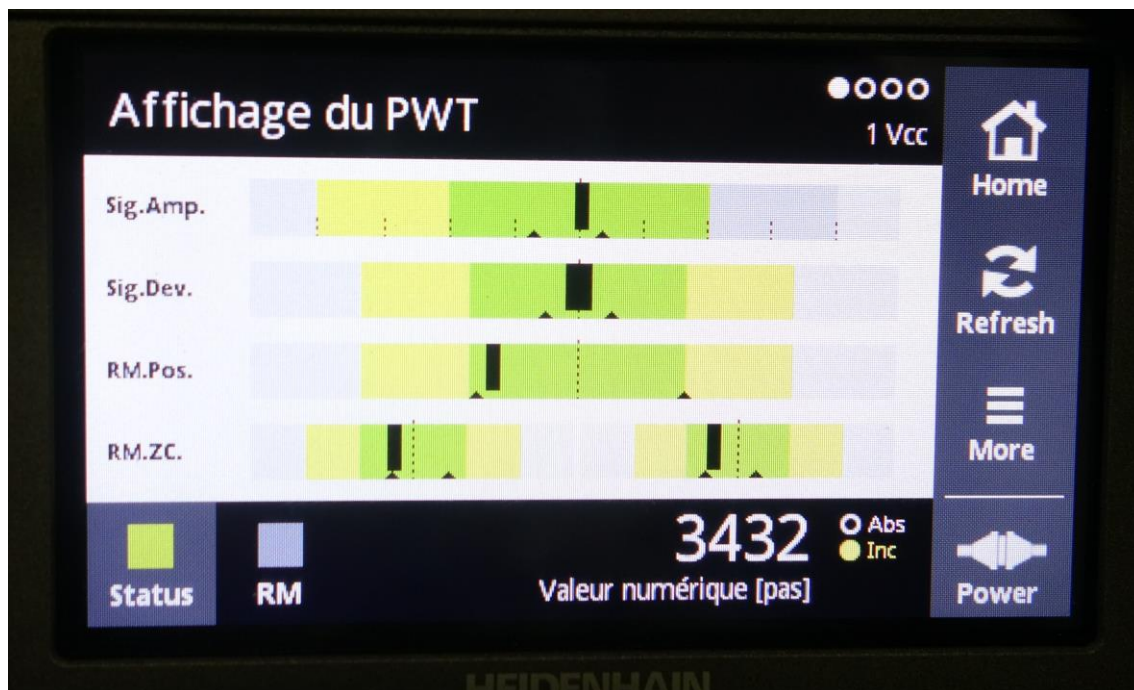 Affichage du PWT
1 Vcc
Home
Sig.Amp.
Sig.Dev.
Refresh
RM.Pos.
RM.ZC.
More
3432
Abs
Inc
Status
RM
Valeur numérique [pas]
Power
HEIDENHAIN